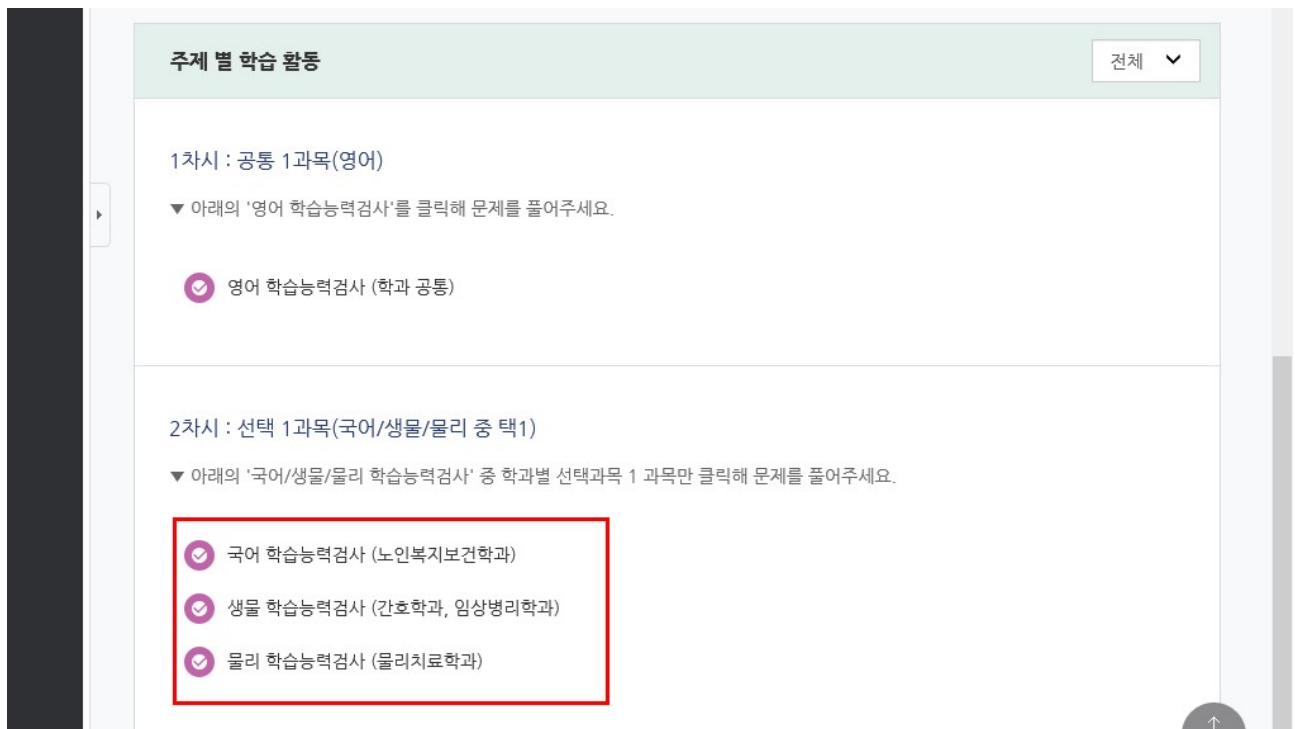 주제 별 학습 활동
전체
1차시 : 공통 1과목(영어)
▼ 아래의 '영어 학습능력검사'를 클릭해 문제를 풀어주세요.
영어 학습능력검사 (학과 공통)
2차시 : 선택 1과목(국어/생물/물리 중 택1)
▼ 아래의 '국어/생물/물리 학습능력검사' 중 학과별 선택과목 1 과목만 클릭해 문제를 풀어주세요.
국어 학습능력검사 (노인복지보건학과)
생물 학습능력검사 (간호학과, 임상병리학과)
물리 학습능력검사 (물리치료학과)